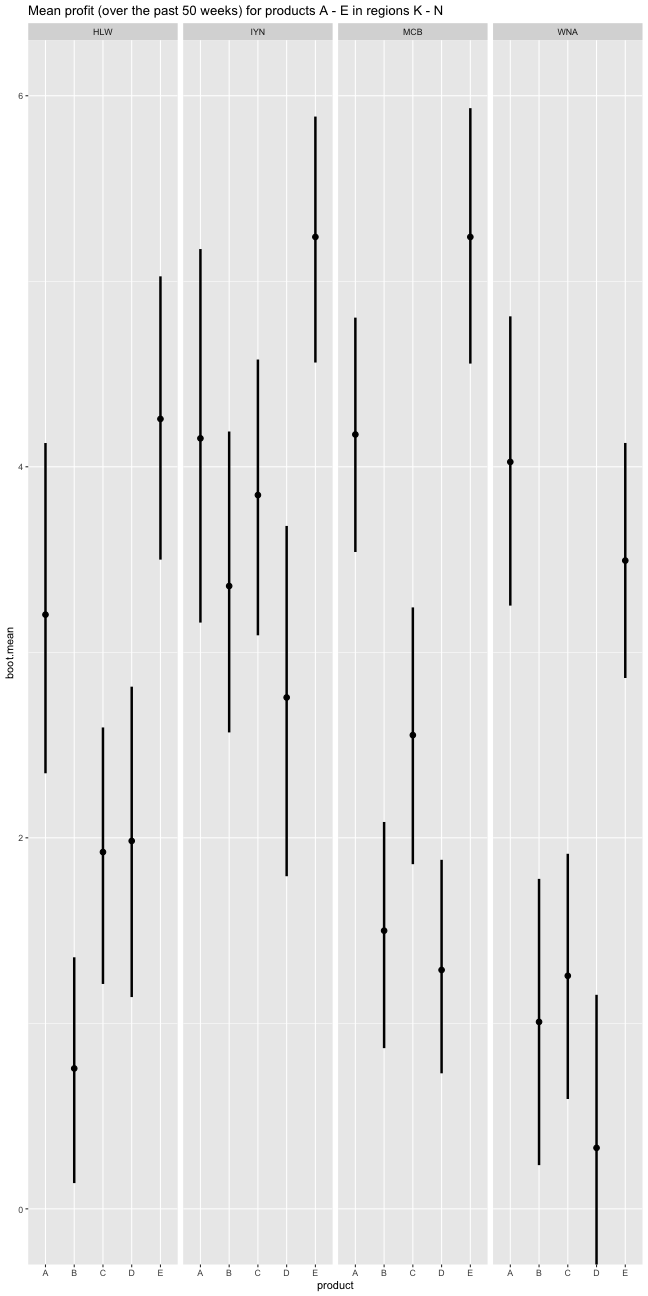 Mean profit (over the past 50 weeks) for products A - E in regions K - N
HLW IYN MCB WNA
6
4
2
0
boot.mean
A B C D E A B C D E A B C D E A B C D E
product